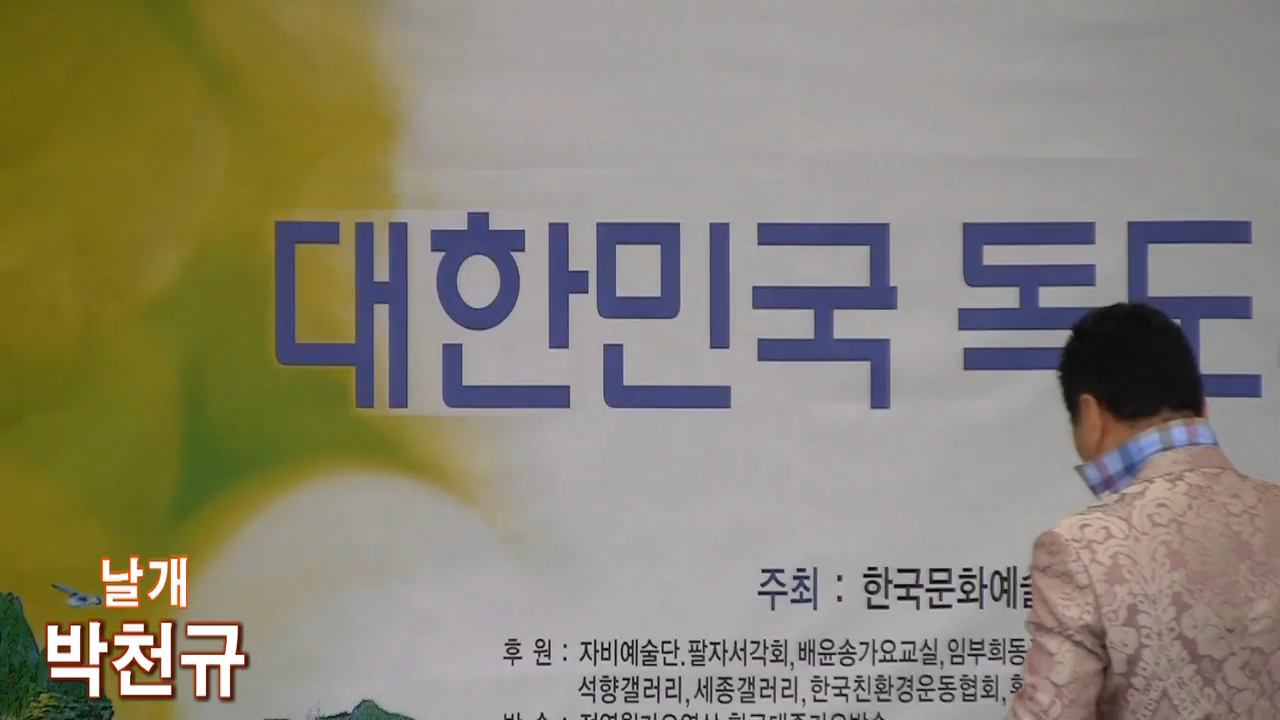 대한민국 독도
주최 : 한국문화예술
후 원 : 자비예술단.팔자서각회, 배윤송가요교실, 임부희동
석향갤러리, 세종갤러리, 한국친환경운동협회,
날개
박천규